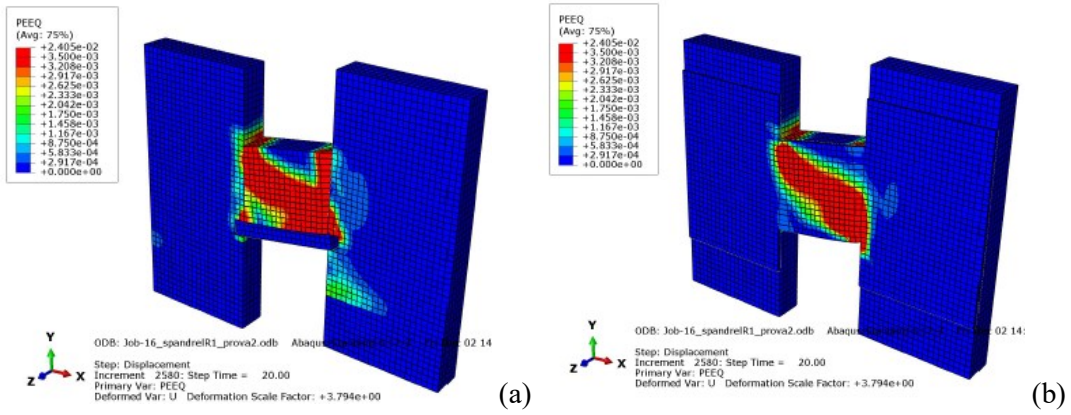 PEEQ
(Avg: 75%)
+2.405e-02
+3.500e-03
+3.208e-03
+2.917e-03
+2.625e-03
+2.333e-03
+2.042e-03
+1.750e-03
+1.458e-03
+1.167e-03
+8.750e-04
+5.833e-04
+2.917e-04
+0.000e+00
Y
Z
X
ODB: Job-16_spandrelR1_prova2.odb
02 14
Step: Displacement
Increment 2580: Step Time = 20.00
Primary Var: PEEQ
Deformed Var: U Deformation Scale Factor: +3.794e+00
(a)
PEEQ
(Avg: 75%)
+2.405e-02
+3.500e-03
+3.208e-03
+2.917e-03
+2.625e-03
+2.333e-03
+2.042e-03
+1.750e-03
+1.458e-03
+1.167e-03
+8.750e-04
+5.833e-04
+2.917e-04
+0.000e+00
Y
Z
X
ODB: Job-16_spandrelR1_prova2.odb
02 14:
Step: Displacement
Increment 2580: Step Time = 20.00
Primary Var: PEEQ
Deformed Var: U Deformation Scale Factor: +3.794e+00
(b)